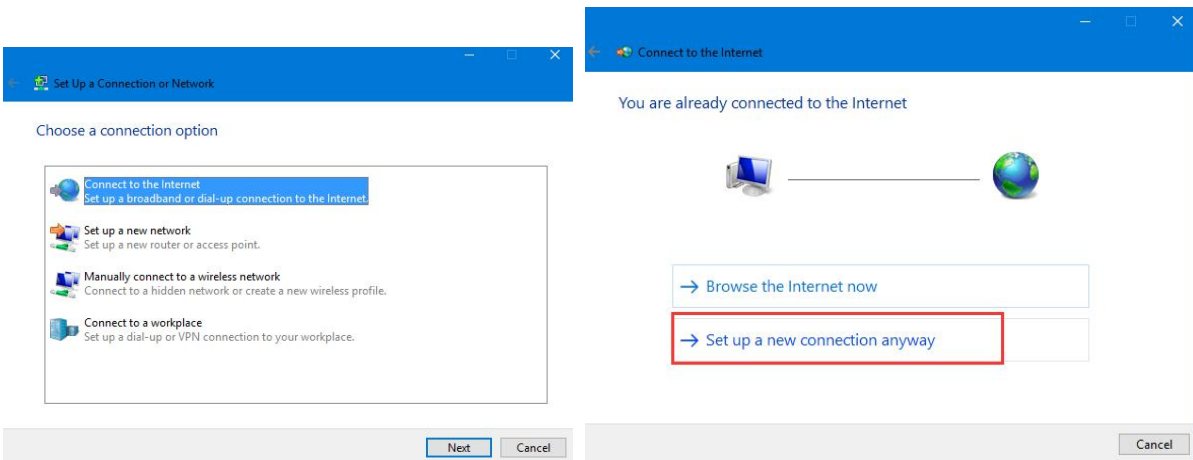 Set Up a Connection or Network
Choose a connection option
Connect to the Internet
Set up a broadband or dial-up connection to the Internet.
Set up a new network
Set up a new router or access point.
Manually connect to a wireless network
Connect to a hidden network or create a new wireless profile.
Connect to a workplace
Set up a dial-up or VPN connection to your workplace.
Next
Cancel
Connect to the Internet
You are already connected to the Internet
Browse the Internet now
Set up a new connection anyway
Cancel